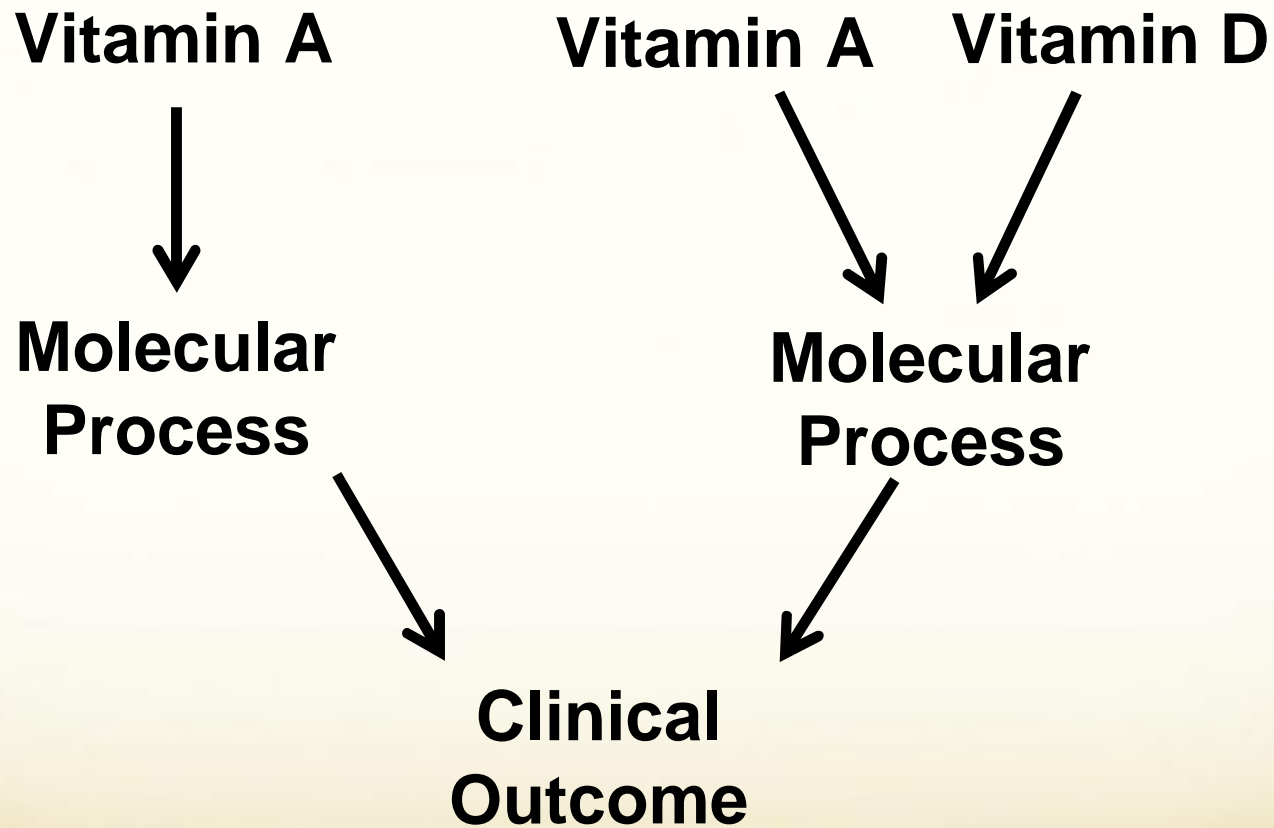 Vitamin A
Vitamin A
Vitamin D
Molecular
Process
Molecular
Process
Clinical
Outcome